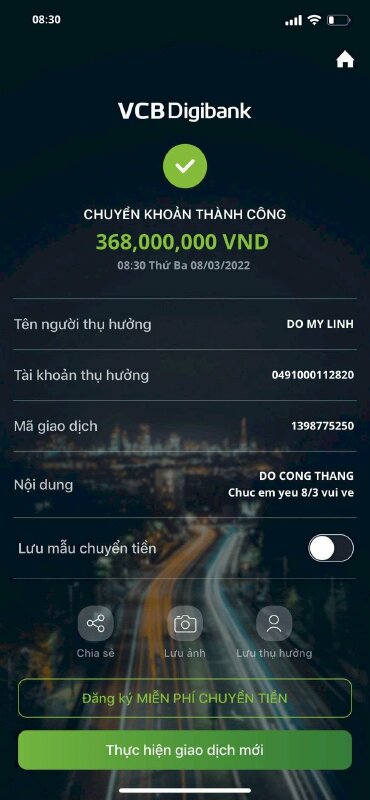 08:30
VCB Digibank
CHUYỂN KHOẢN THÀNH CÔNG
368,000,000 VND
08:30 Thứ Ba 08/03/2022
Tên người thụ hưởng
DO MY LINH
Tài khoản thụ hưởng
0491000112820
Mã giao dịch
1398775250
Nội dung
DO CONG THANG
Chuc em yeu 8/3 vui ve
Lưu mẫu chuyển tiền
Chia sẻ
Lưu ảnh
Lưu thụ hưởng
Đăng ký MIỄN PHÍ CHUYỂN TIỀN
Thực hiện giao dịch mới